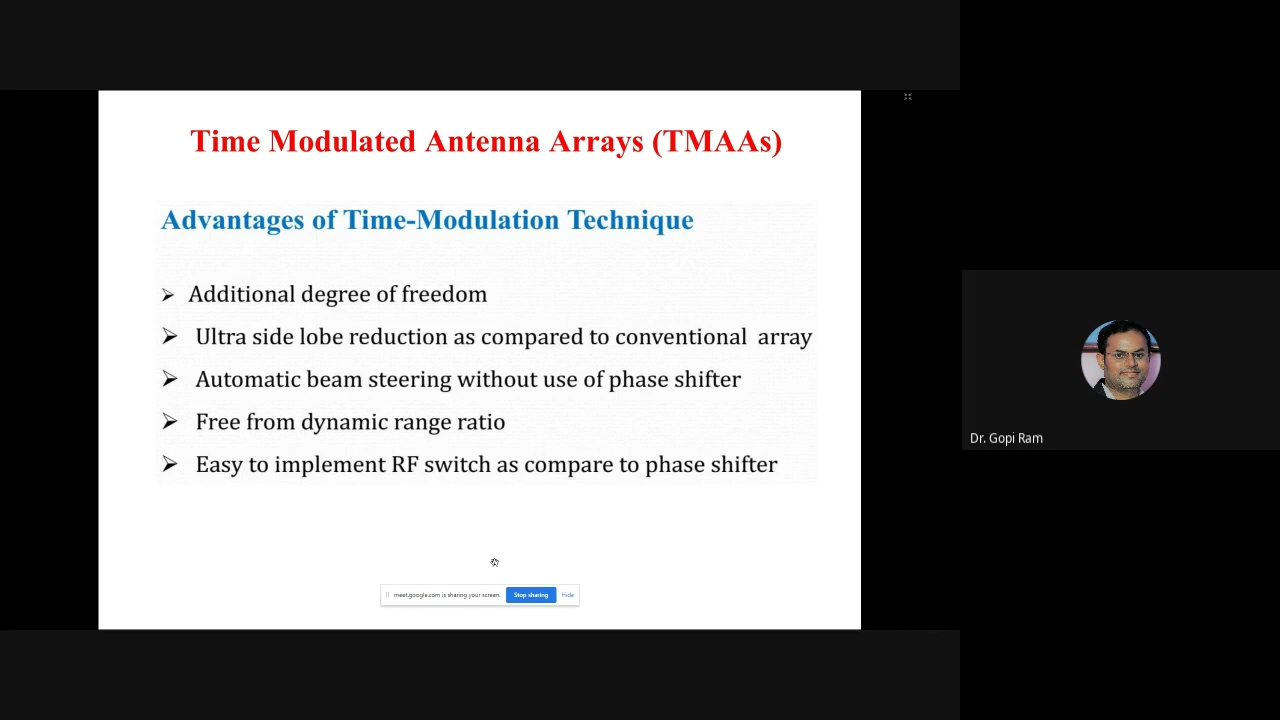 Time Modulated Antenna Arrays (TMAAs)
Advantages of Time-Modulation Technique
➢ Additional degree of freedom
➢ Ultra side lobe reduction as compared to conventional array
➢ Automatic beam steering without use of phase shifter
➢ Free from dynamic range ratio
➢ Easy to implement RF switch as compare to phase shifter
meet.google.com is sharing your screen. Stop sharing Hide
Dr. Gopi Ram